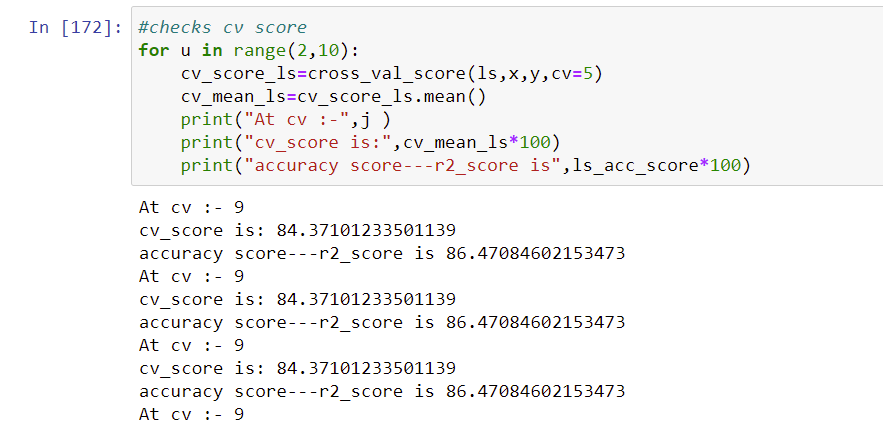 In [172]: #checks cv score
for u in range(2,10):
    cv_score_ls=cross_val_score(ls,x,y,cv=5)
    cv_mean_ls=cv_score_ls.mean()
    print("At cv :-",j )
    print("cv_score is:",cv_mean_ls*100)
    print("accuracy score---r2_score is",ls_acc_score*100)
At cv :- 9
cv_score is: 84.37101233501139
accuracy score---r2_score is 86.47084602153473
At cv :- 9
cv_score is: 84.37101233501139
accuracy score---r2_score is 86.47084602153473
At cv :- 9
cv_score is: 84.37101233501139
accuracy score---r2_score is 86.47084602153473
At cv :- 9